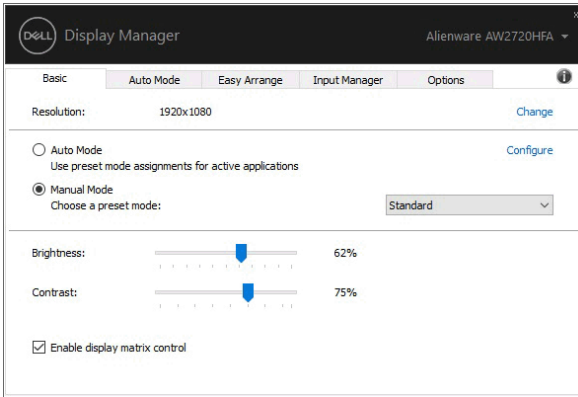 DELL Display Manager Alienware AW2720HFA
Basic Auto Mode Easy Arrange Input Manager Options
Resolution: 1920x1080 Change
Auto Mode Configure
Use preset mode assignments for active applications
Manual Mode
Choose a preset mode: Standard
Brightness: 62%
Contrast: 75%
Enable display matrix control